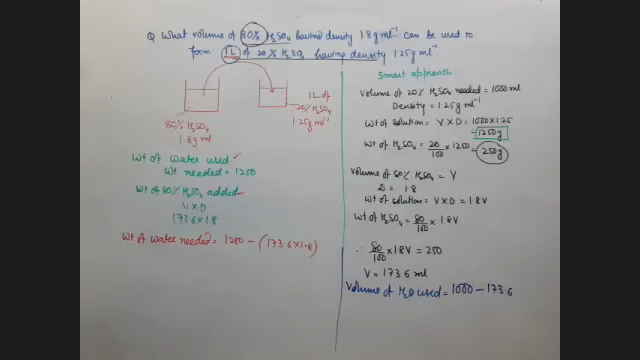 Q What volume of 80% H₂SO₄ having density 1.8 g ml⁻¹ can be used to
form 1L of 20% H₂SO₄ having density 1.25 g ml⁻¹.
80% H₂SO₄
1.8 g/ml
1L of
20% H₂SO₄
1.25 g ml⁻¹
Wt of water used
Wt needed = 1250
Wt of 80% H₂SO₄ added
V x D
173.6 x 1.8
Wt of water needed = 1250 - (173.6 x 1.8)
Smart approach
Volume of 20% H₂SO₄ needed = 1000 ml
Density = 1.25 g ml⁻¹
Wt of solution = V x D = 1000 x 1.25
= 1250 g
Wt of H₂SO₄ = 20/100 x 1250
= 250 g
Volume of 80% H₂SO₄ = V
D = 1.8
Wt of solution = V x D = 1.8V
Wt of H₂SO₄ = 80/100 x 1.8V
∴ 80/100 x 1.8V = 250
V = 173.6 ml
Volume of H₂O used = 1000 - 173.6